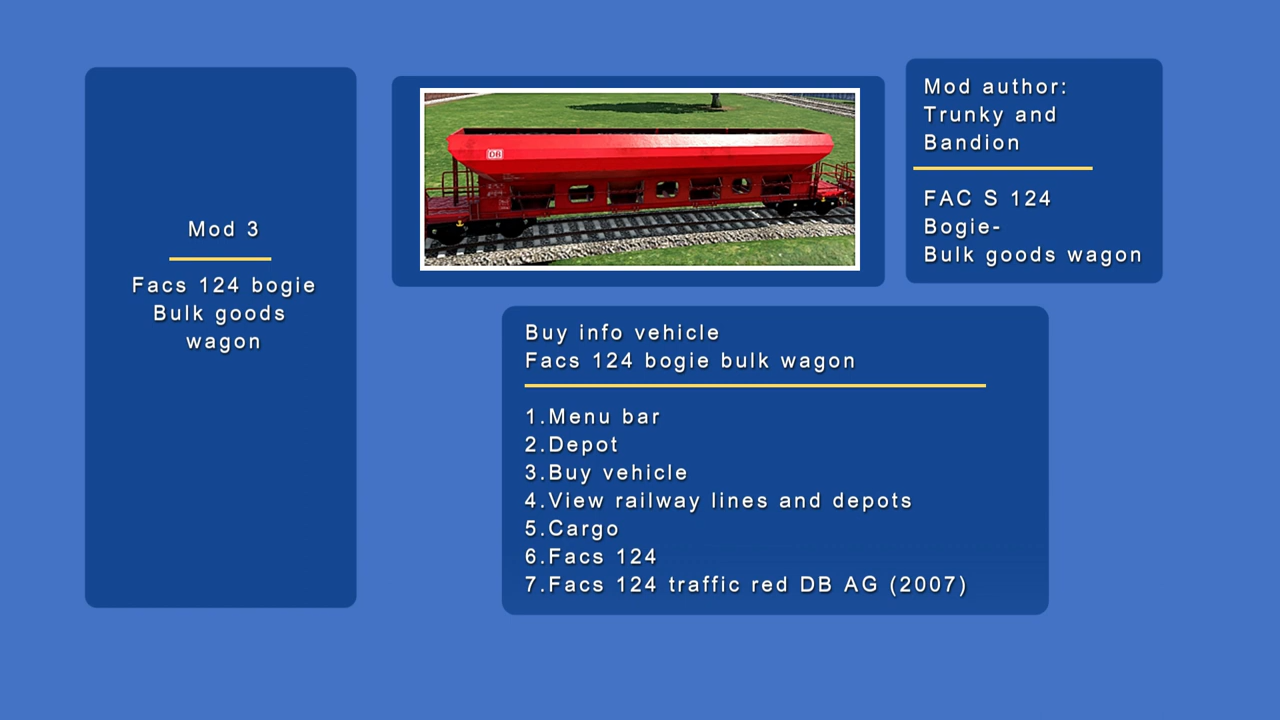 Mod 3
Facs 124 bogie
Bulk goods
wagon
DB
Mod author:
Trunky and
Bandion
FAC S 124
Bogie-
Bulk goods wagon
Buy info vehicle
Facs 124 bogie bulk wagon
1.Menu bar
2.Depot
3.Buy vehicle
4.View railway lines and depots
5.Cargo
6.Facs 124
7.Facs 124 traffic red DB AG (2007)